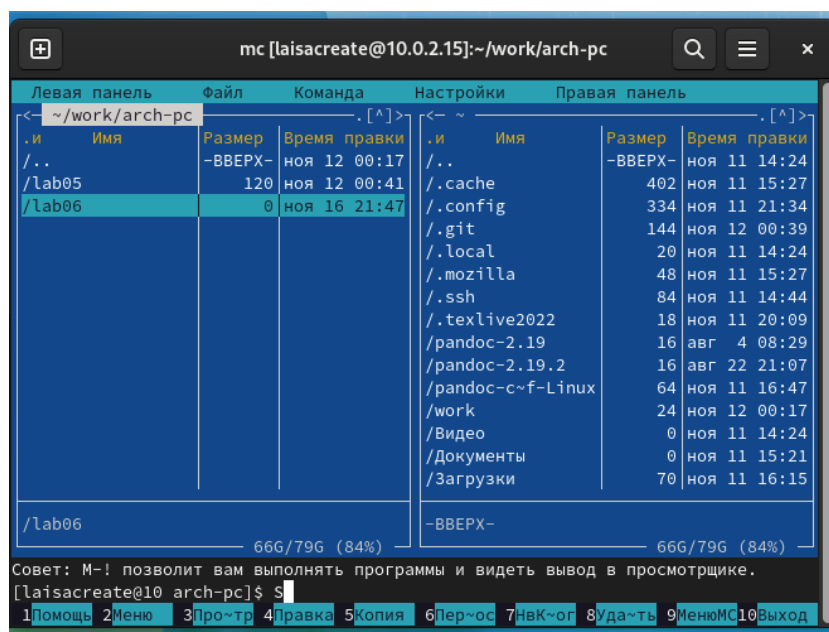 mc [laisacreate@10.0.2.15]:~/work/arch-pc
Левая панель Файл Команда Настройки Правая панель
<— ~/work/arch-pc .[^]> <— ~ .[^]>
.и Имя Размер Время правки .и Имя Размер Время правки
/.. -ВВЕРХ- ноя 12 00:17 /.. -ВВЕРХ- ноя 11 14:24
/lab05 120 ноя 12 00:41 /.cache 402 ноя 11 15:27
/lab06 0 ноя 16 21:47 /.config 334 ноя 11 21:34
/.git 144 ноя 12 00:39
/.local 20 ноя 11 14:24
/.mozilla 48 ноя 11 15:27
/.ssh 84 ноя 11 14:44
/.texlive2022 18 ноя 11 20:09
/pandoc-2.19 16 авг 4 08:29
/pandoc-2.19.2 16 авг 22 21:07
/pandoc-c~f-Linux 64 ноя 11 16:47
/work 24 ноя 12 00:17
/Видео 0 ноя 11 14:24
/Документы 0 ноя 11 15:21
/Загрузки 70 ноя 11 16:15
/lab06 -ВВЕРХ-
66G/79G (84%) 66G/79G (84%)
Совет: M-! позволит вам выполнять программы и видеть вывод в просмотрщике.
[laisacreate@10 arch-pc]$ S
1Помощь 2Меню 3Про~тр 4Правка 5Копия 6Пер~ос 7НвК~ог 8Уда~ть 9МенюMC 10Выход